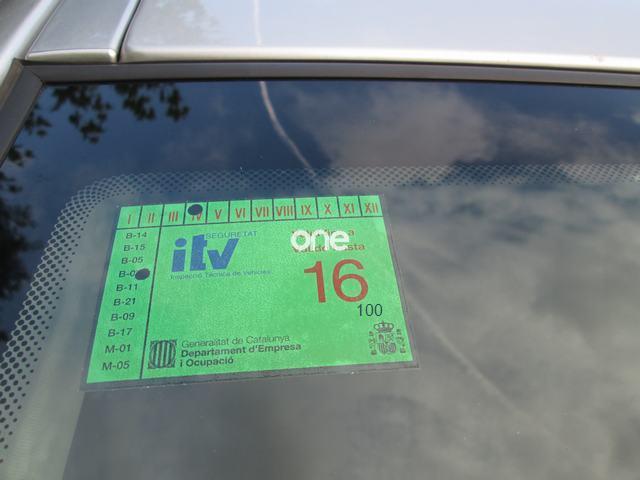 I II III IV V VI VII VIII IX X XI XII
B-14
B-15
B-05
B-11
B-21
B-09
B-17
M-01
M-05
SEGURETAT
itv
Inspecció Tècnica de Vehicles
one
16
100
Generalitat de Catalunya
Departament d'Empresa
i Ocupació